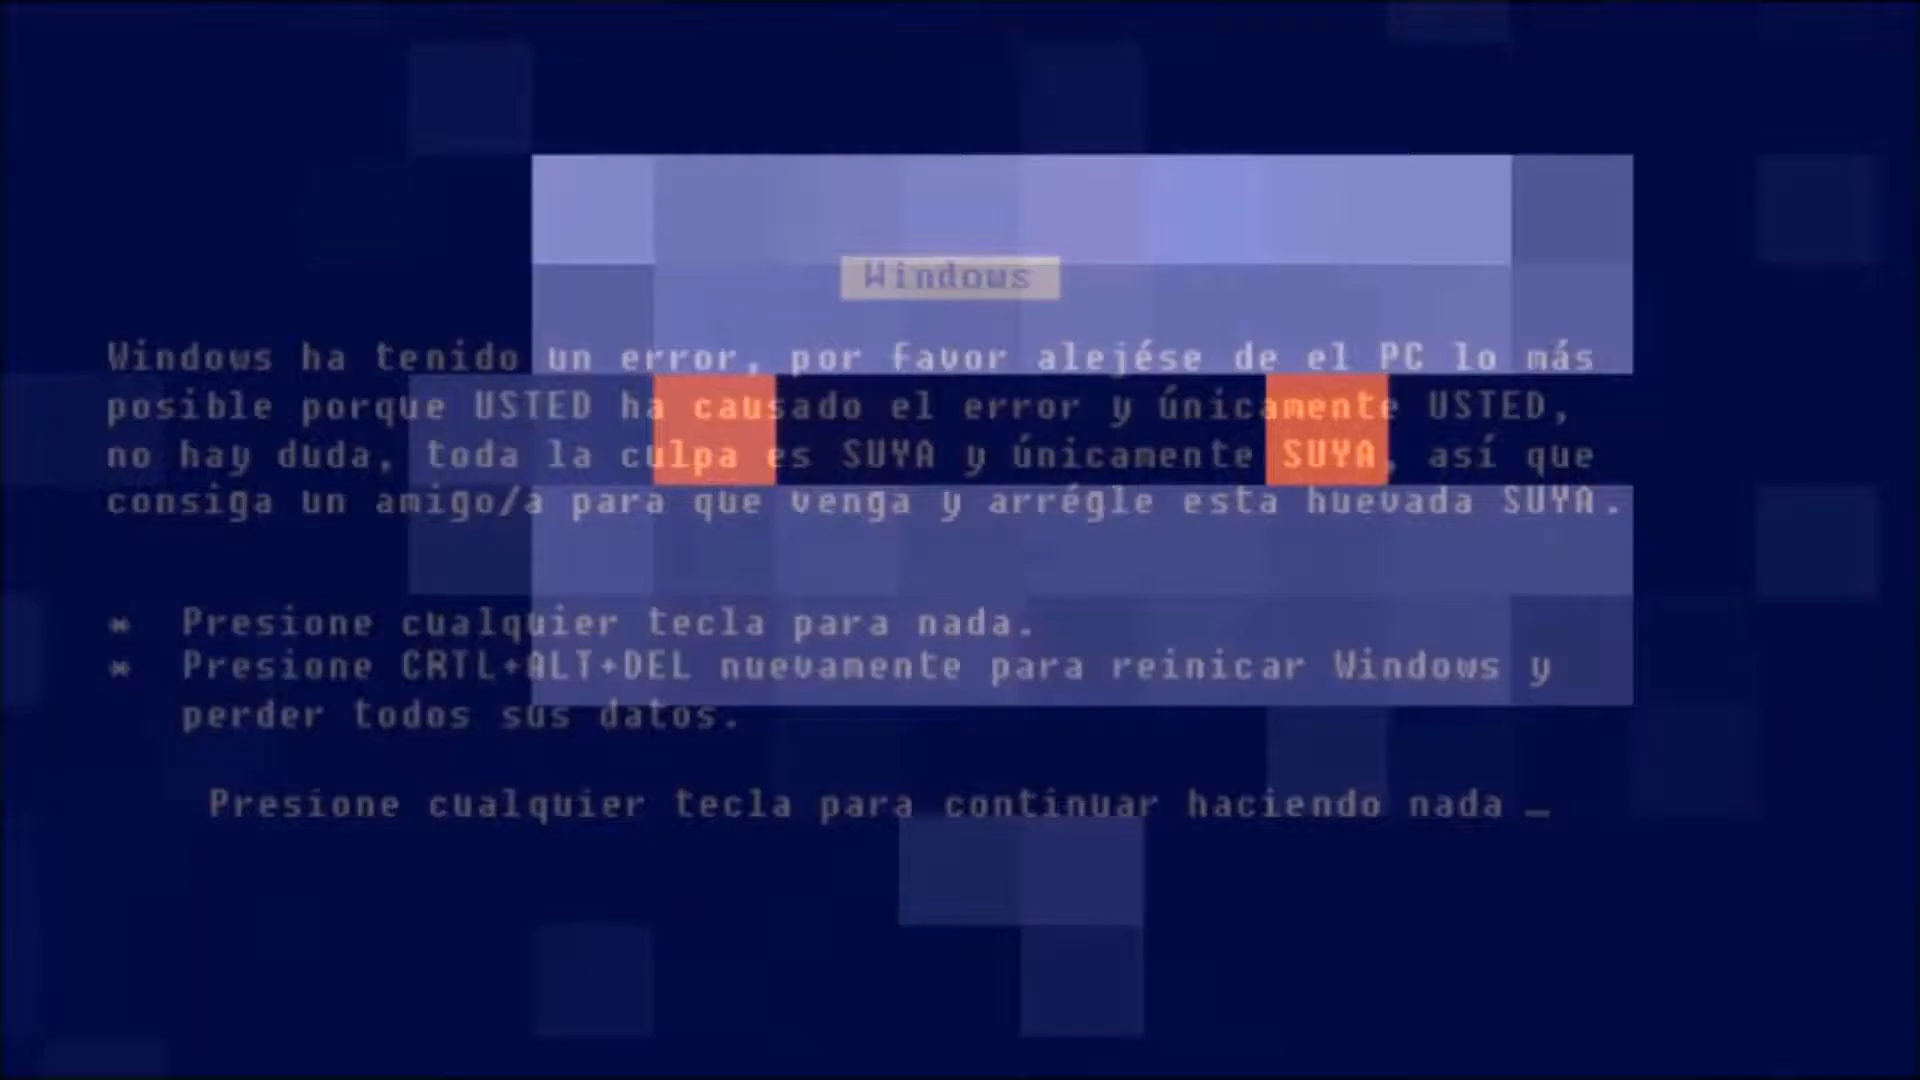 Windows
Windows ha tenido un error, por favor alejése de el PC lo más
posible porque USTED ha causado el error y únicamente USTED,
no hay duda, toda la culpa es SUYA y únicamente SUYA, así que
consiga un amigo/a para que venga y arrégle esta huevada SUYA.
* Presione cualquier tecla para nada.
* Presione CRTL+ALT+DEL nuevamente para reinicar Windows y
perder todos sus datos.
Presione cualquier tecla para continuar haciendo nada _